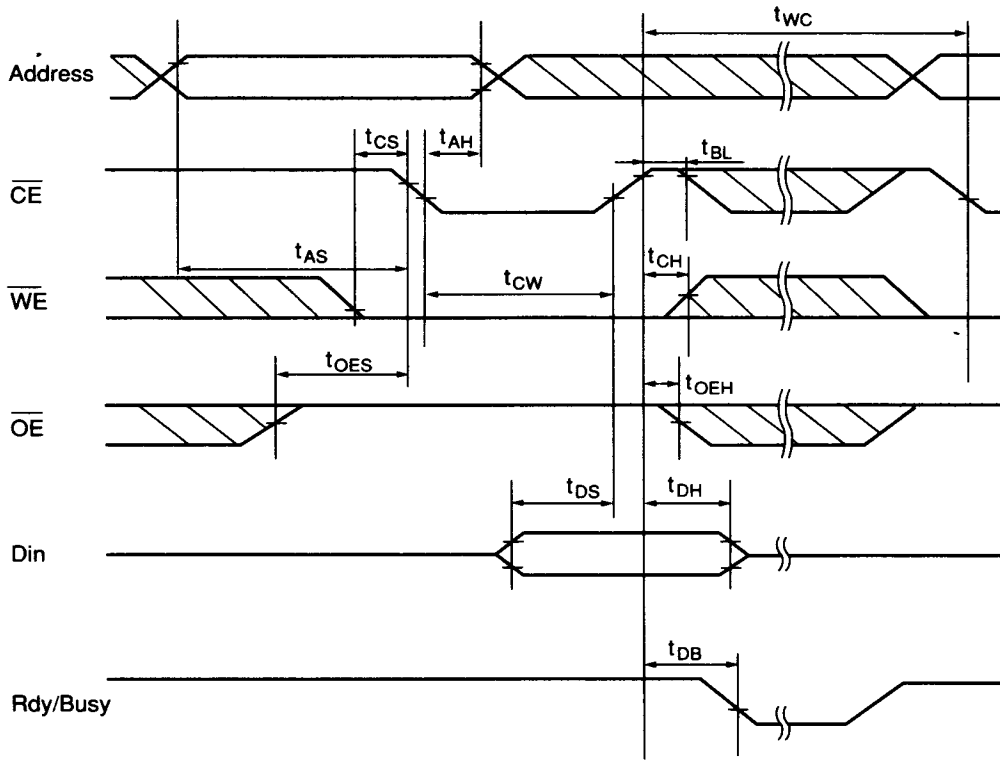 tWC
Address
tCS
tAH
tBL
CE
tAS
tCW
tCH
WE
tOES
tOEH
OE
tDS
tDH
Din
tDB
Rdy/Busy